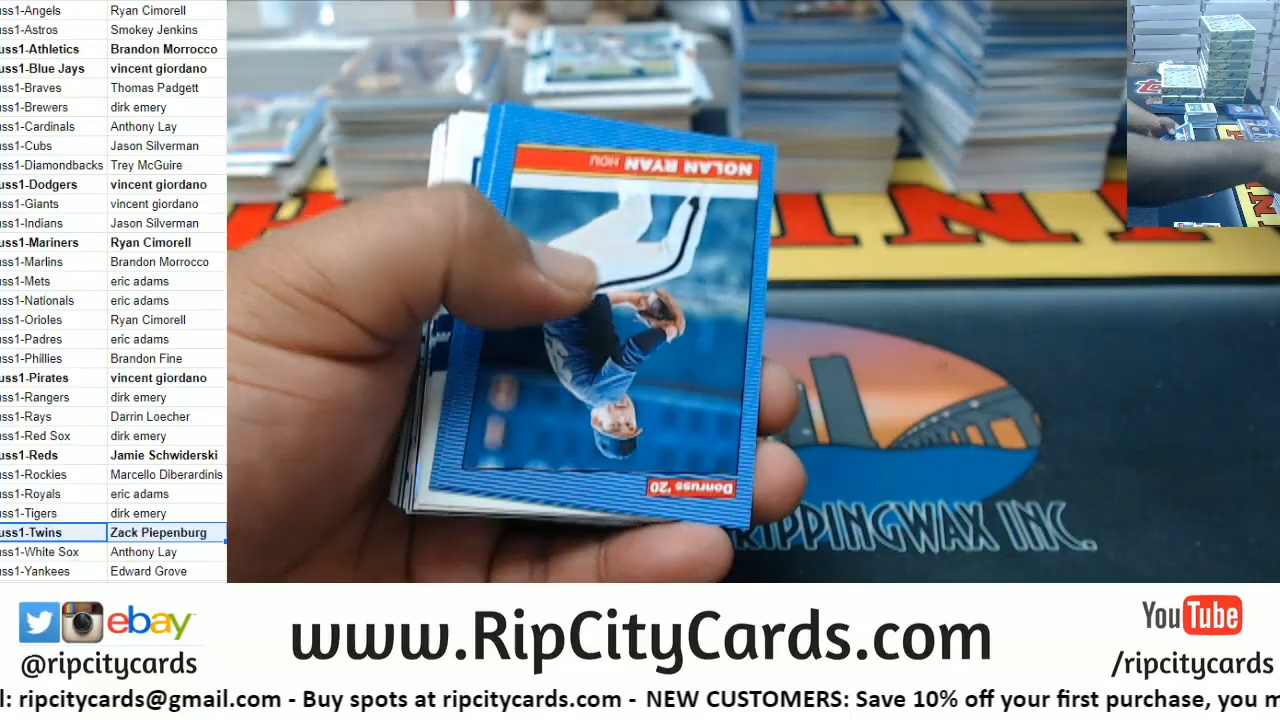 uss1-Angels Ryan Cimorell
uss1-Astros Smokey Jenkins
uss1-Athletics Brandon Morrocco
uss1-Blue Jays vincent giordano
uss1-Braves Thomas Padgett
uss1-Brewers dirk emery
uss1-Cardinals Anthony Lay
uss1-Cubs Jason Silverman
uss1-Diamondbacks Trey McGuire
uss1-Dodgers vincent giordano
uss1-Giants vincent giordano
uss1-Indians Jason Silverman
uss1-Mariners Ryan Cimorell
uss1-Marlins Brandon Morrocco
uss1-Mets eric adams
uss1-Nationals eric adams
uss1-Orioles Ryan Cimorell
uss1-Padres eric adams
uss1-Phillies Brandon Fine
uss1-Pirates vincent giordano
uss1-Rangers dirk emery
uss1-Rays Darrin Loecher
uss1-Red Sox dirk emery
uss1-Reds Jamie Schwiderski
uss1-Rockies Marcello Diberardinis
uss1-Royals eric adams
uss1-Tigers dirk emery
uss1-Twins Zack Piepenburg
uss1-White Sox Anthony Lay
uss1-Yankees Edward Grove
NOLAN RYAN HOU
Donruss '20
RIPPINGWAX INC.
ebay
@ripcitycards
www.RipCityCards.com
YouTube
/ripcitycards
l: ripcitycards@gmail.com - Buy spots at ripcitycards.com - NEW CUSTOMERS: Save 10% off your first purchase, you m